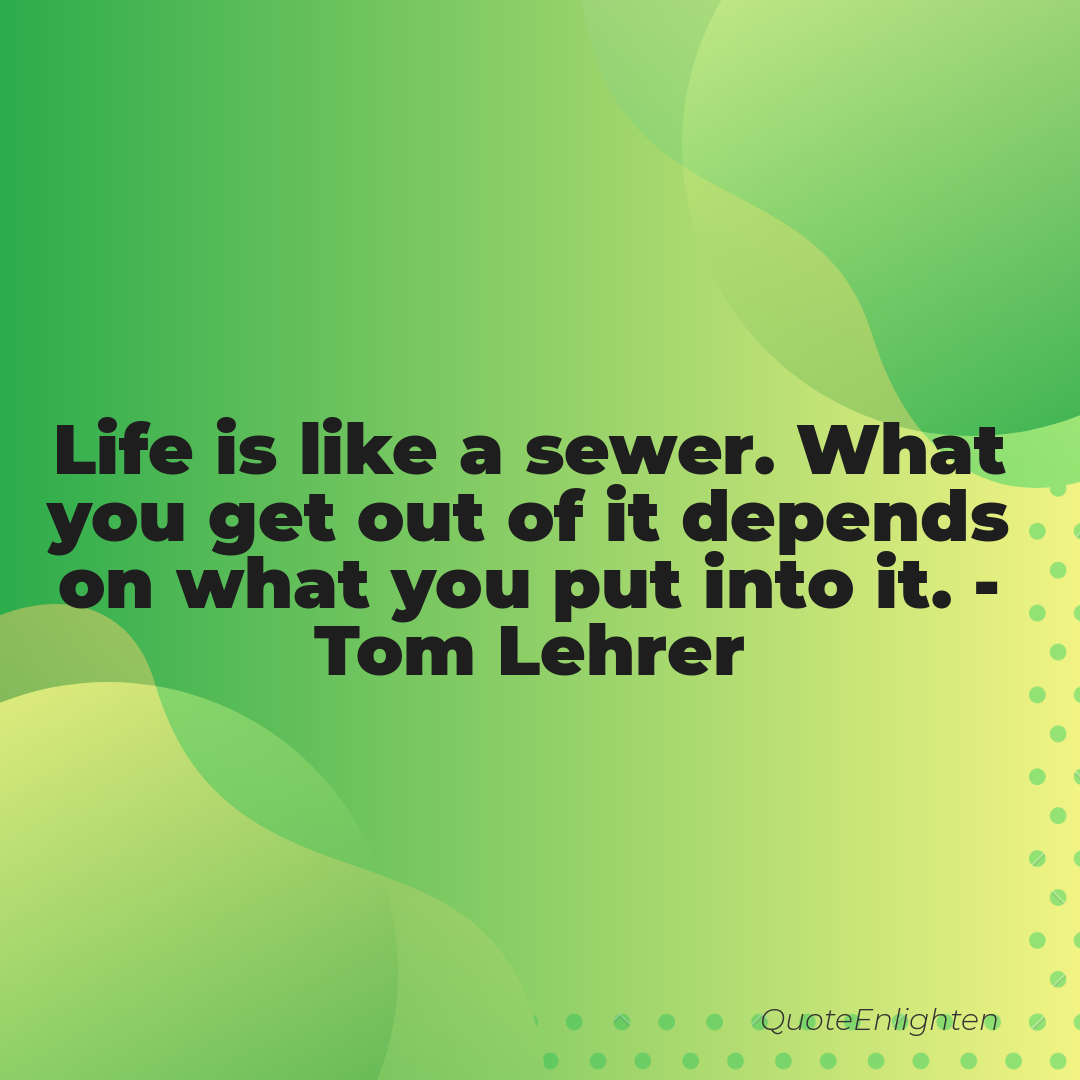 Life is like a sewer. What
you get out of it depends
on what you put into it. -
Tom Lehrer
QuoteEnlighten